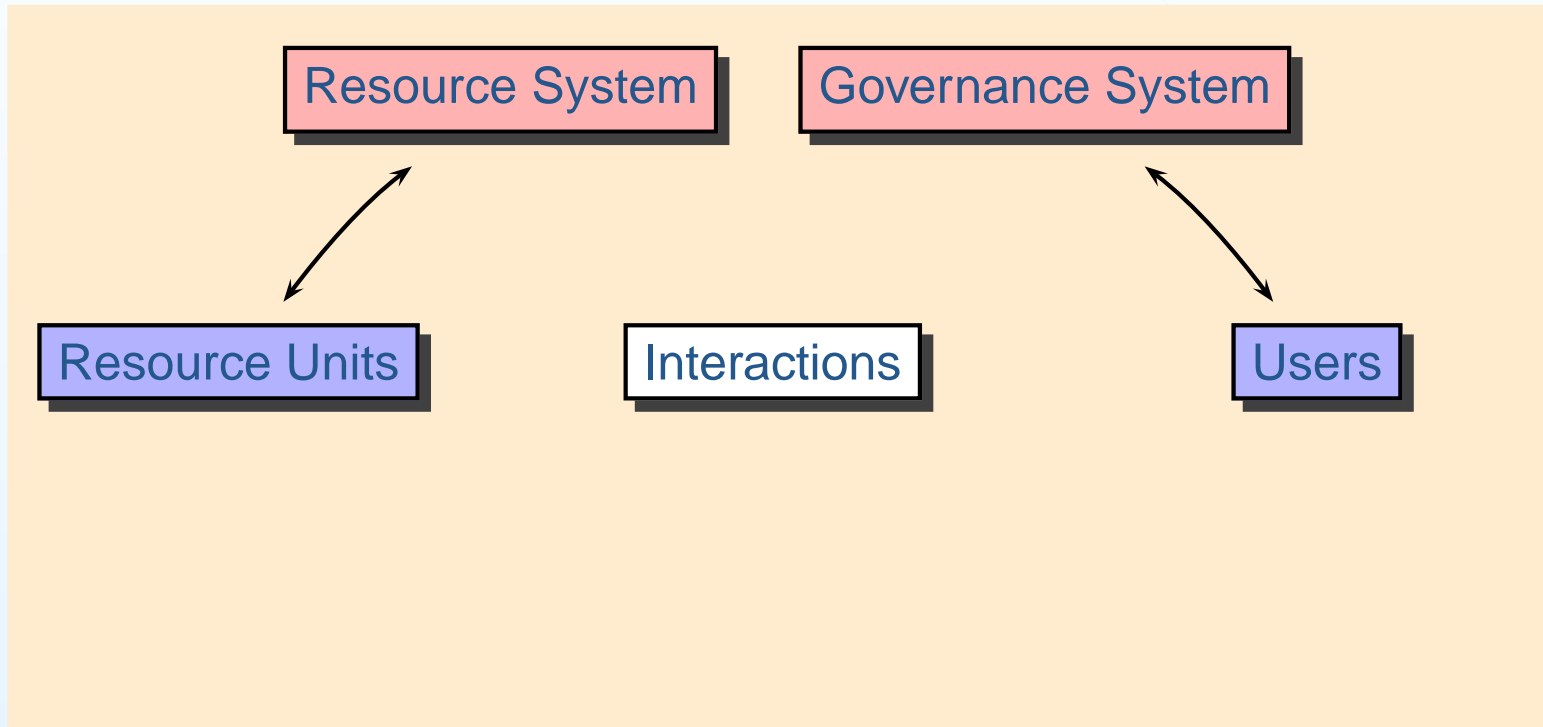 Resource System
Governance System
Resource Units
Interactions
Users